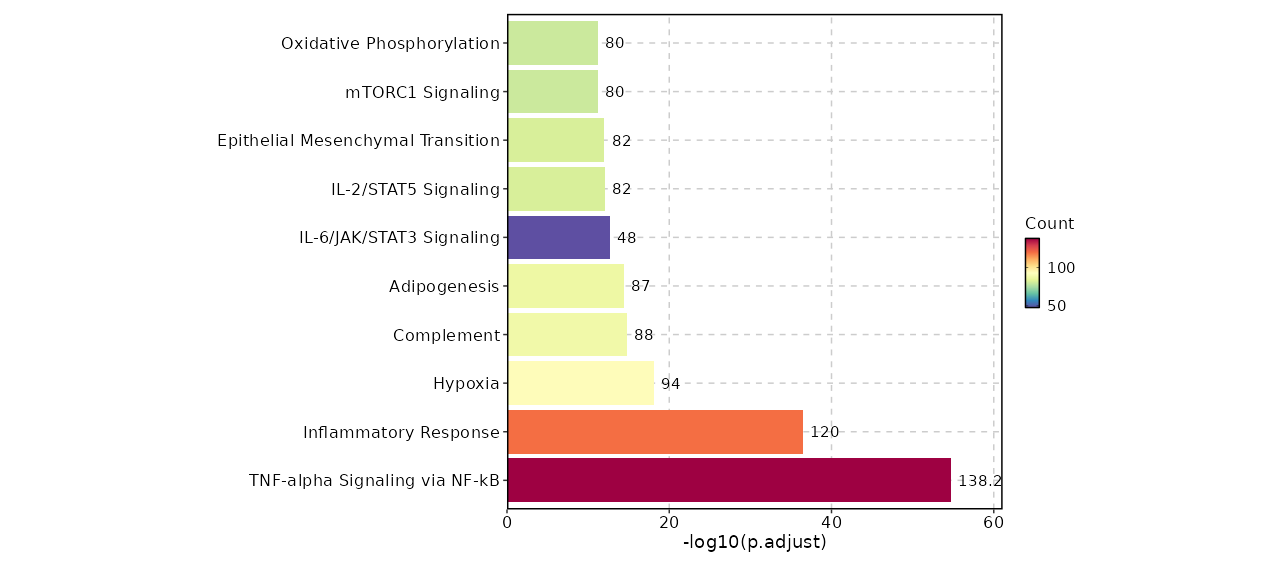 Oxidative Phosphorylation 80
mTORC1 Signaling 80
Epithelial Mesenchymal Transition 82
IL-2/STAT5 Signaling 82
IL-6/JAK/STAT3 Signaling 48
Adipogenesis 87
Complement 88
Hypoxia 94
Inflammatory Response 120
TNF-alpha Signaling via NF-kB 138.2
0 20 40 60
-log10(p.adjust)
Count
100
50